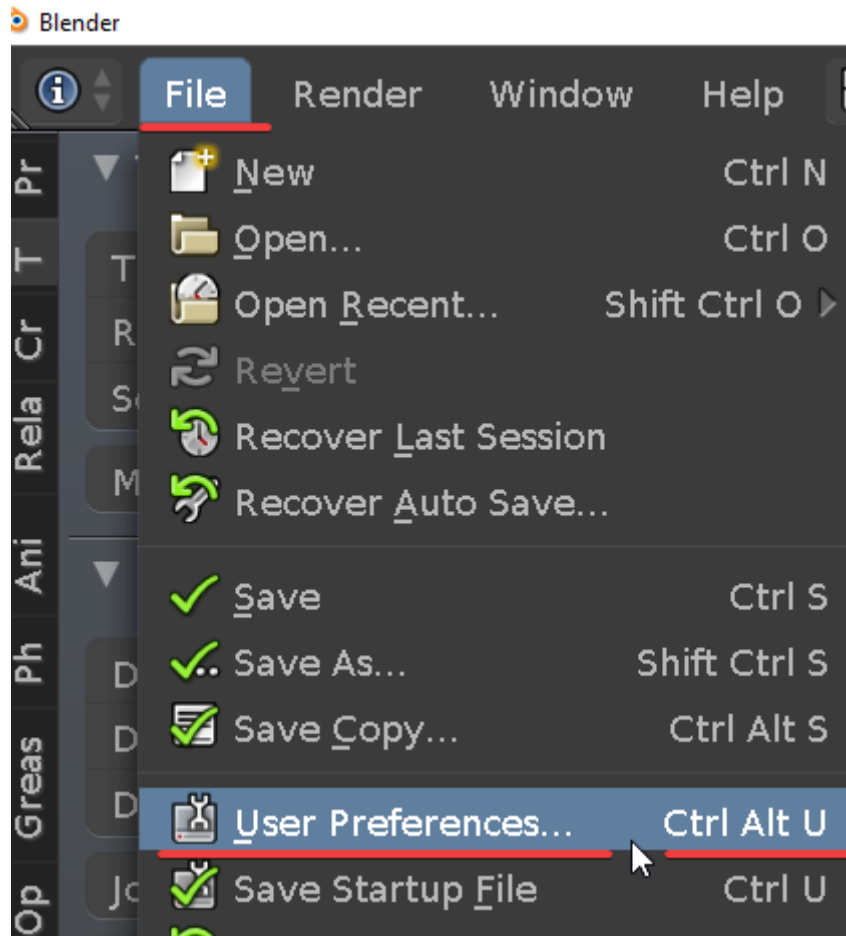 Blender
File Render Window Help
New Ctrl N
Open... Ctrl O
Open Recent... Shift Ctrl O
Revert
Recover Last Session
Recover Auto Save...
Save Ctrl S
Save As... Shift Ctrl S
Save Copy... Ctrl Alt S
User Preferences... Ctrl Alt U
Save Startup File Ctrl U
Pr
T
Cr
Rela
Ani
Ph
Greas
Op
T
R
M
D
D
D